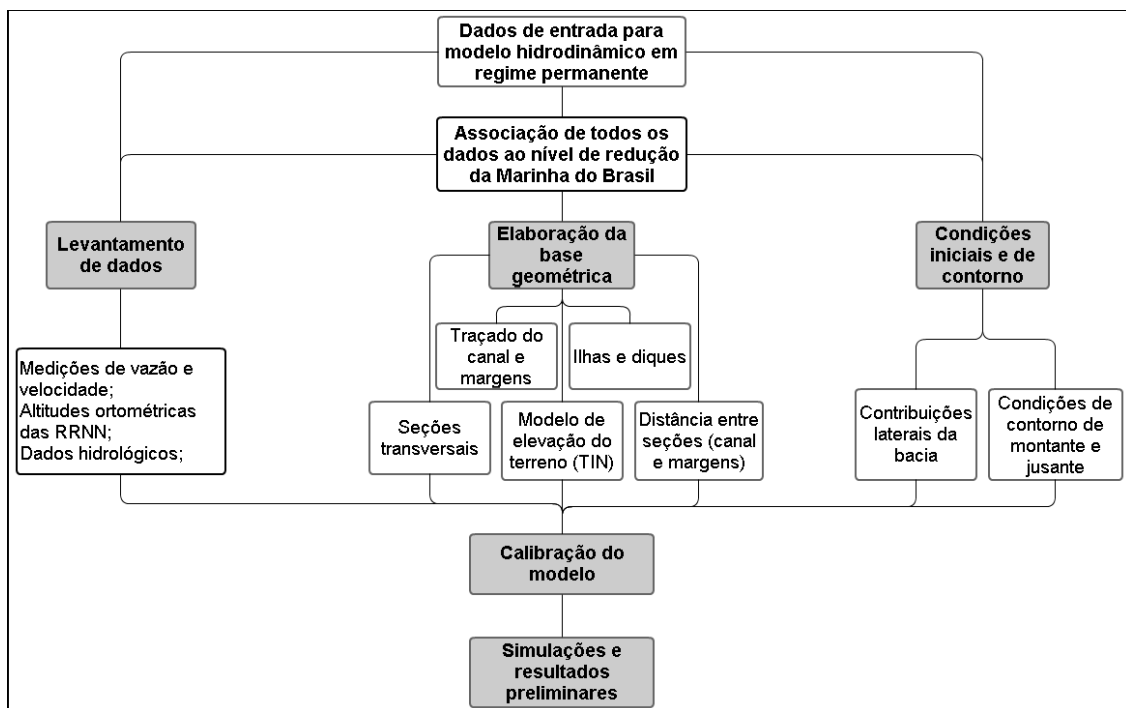 Dados de entrada para
modelo hidrodinâmico em
regime permanente
Associação de todos os
dados ao nível de redução
da Marinha do Brasil
Levantamento
de dados
Elaboração da
base
geométrica
Condições
iniciais e de
contorno
Medições de vazão e
velocidade;
Altitudes ortométricas
das RRNN;
Dados hidrológicos;
Traçado do
canal e
margens
Ilhas e diques
Seções
transversais
Modelo de
elevação do
terreno (TIN)
Distância entre
seções (canal
e margens)
Contribuições
laterais da
bacia
Condições de
contorno de
montante e
jusante
Calibração do
modelo
Simulações e
resultados
preliminares